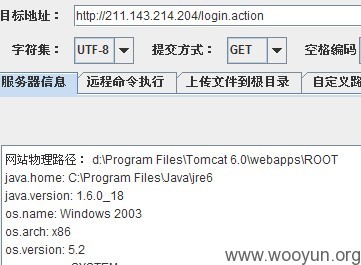 目标地址： http://211.143.214.204/login.action
字符集： UTF-8 提交方式： GET 空格编码
服务器信息 远程命令执行 上传文件到根目录 自定义路
网站物理路径： d:\Program Files\Tomcat 6.0\webapps\ROOT
java.home: C:\Program Files\Java\jre6
java.version: 1.6.0_18
os.name: Windows 2003
os.arch: x86
os.version: 5.2
www.wooyun.org